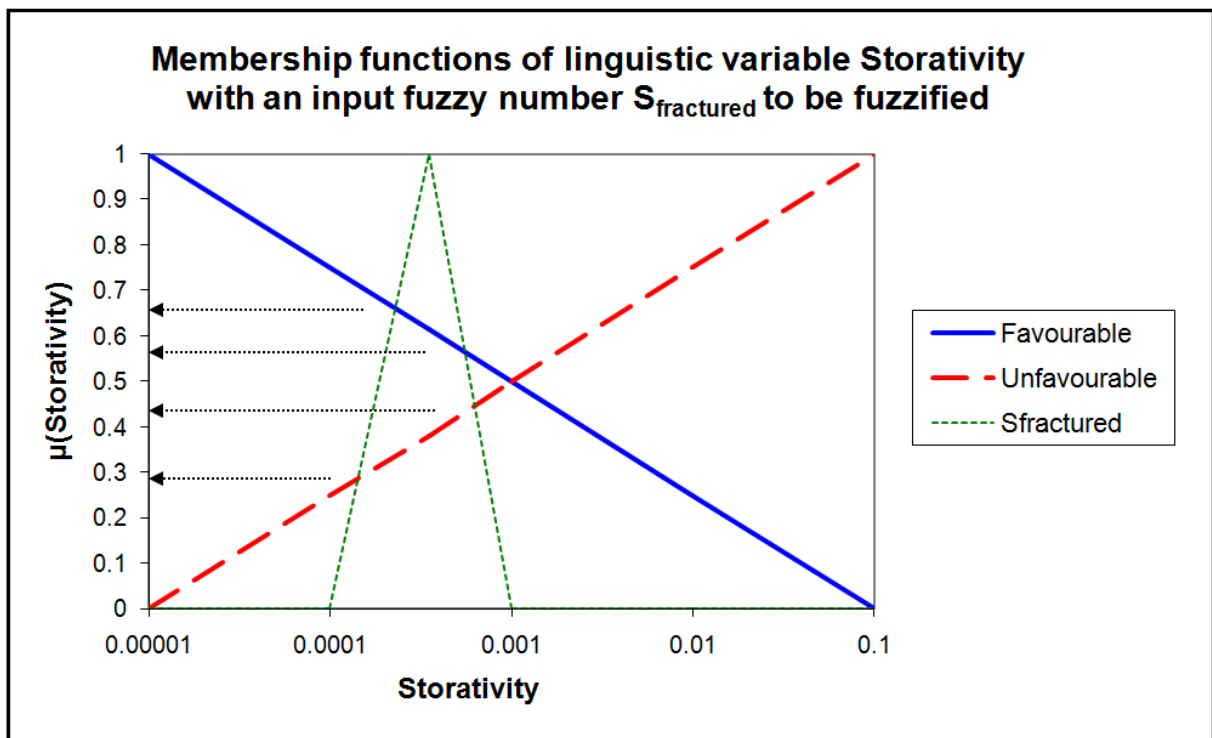 Membership functions of linguistic variable Storativity
with an input fuzzy number Sfractured to be fuzzified
μ(Storativity)
1
0.9
0.8
0.7
0.6
0.5
0.4
0.3
0.2
0.1
0
0.00001 0.0001 0.001 0.01 0.1
Storativity
Favourable
Unfavourable
Sfractured